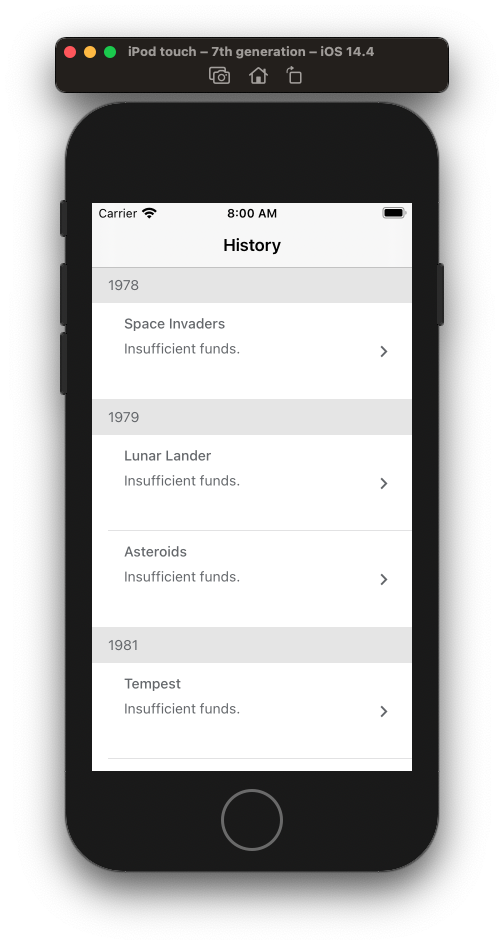 iPod touch – 7th generation – iOS 14.4
Carrier 8:00 AM
History
1978
Space Invaders
Insufficient funds.
1979
Lunar Lander
Insufficient funds.
Asteroids
Insufficient funds.
1981
Tempest
Insufficient funds.